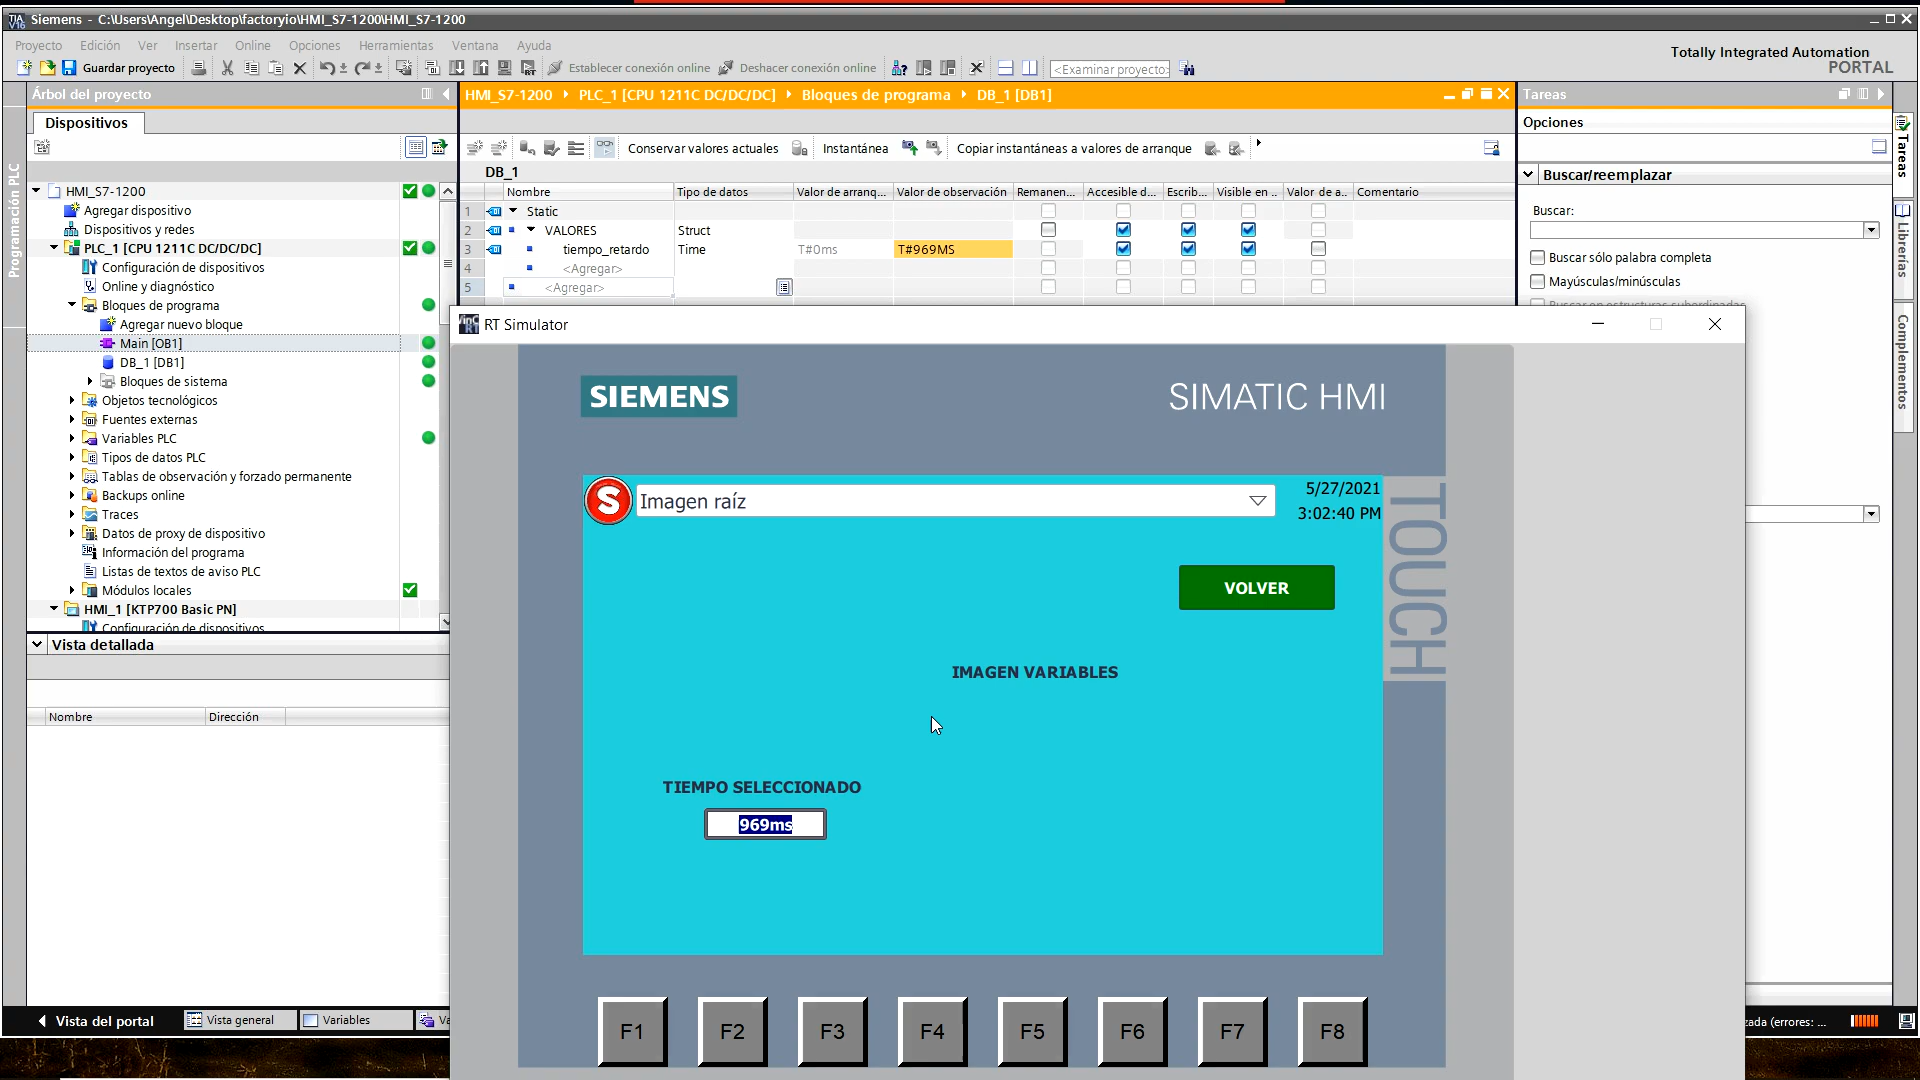 Siemens - C:\Users\Angel\Desktop\factoryio\HMI_S7-1200\HMI_S7-1200
Proyecto Edición Ver Insertar Online Opciones Herramientas Ventana Ayuda
Totally Integrated Automation
PORTAL
Guardar proyecto Establecer conexión online Deshacer conexión online <Examinar proyecto>
Árbol del proyecto
HMI_S7-1200 PLC_1 [CPU 1211C DC/DC/DC] Bloques de programa DB_1 [DB1]
Tareas
Dispositivos
Opciones
Programación PLC
Tareas
Librerías
Complementos
Conservar valores actuales Instantánea Copiar instantáneas a valores de arranque
DB_1
Nombre Tipo de datos Valor de arranq... Valor de observación Remanen... Accesible d... Escrib... Visible en .. Valor de a.. Comentario
1 Static
2 VALORES Struct
3 tiempo_retardo Time T#0ms T#969MS
4 <Agregar>
5 <Agregar>
Buscar/reemplazar
Buscar:
Buscar sólo palabra completa
Mayúsculas/minúsculas
HMI_S7-1200
Agregar dispositivo
Dispositivos y redes
PLC_1 [CPU 1211C DC/DC/DC]
Configuración de dispositivos
Online y diagnóstico
Bloques de programa
Agregar nuevo bloque
Main [OB1]
DB_1 [DB1]
Bloques de sistema
Objetos tecnológicos
Fuentes externas
Variables PLC
Tipos de datos PLC
Tablas de observación y forzado permanente
Backups online
Traces
Datos de proxy de dispositivo
Información del programa
Listas de textos de aviso PLC
Módulos locales
HMI_1 [KTP700 Basic PN]
Configuración de dispositivos
Vista detallada
Nombre Dirección
RT Simulator
SIEMENS
SIMATIC HMI
TOUCH
S
Imagen raíz
5/27/2021
3:02:40 PM
VOLVER
IMAGEN VARIABLES
TIEMPO SELECCIONADO
969ms
F1 F2 F3 F4 F5 F6 F7 F8
Vista del portal Vista general Variables
(errores: ...